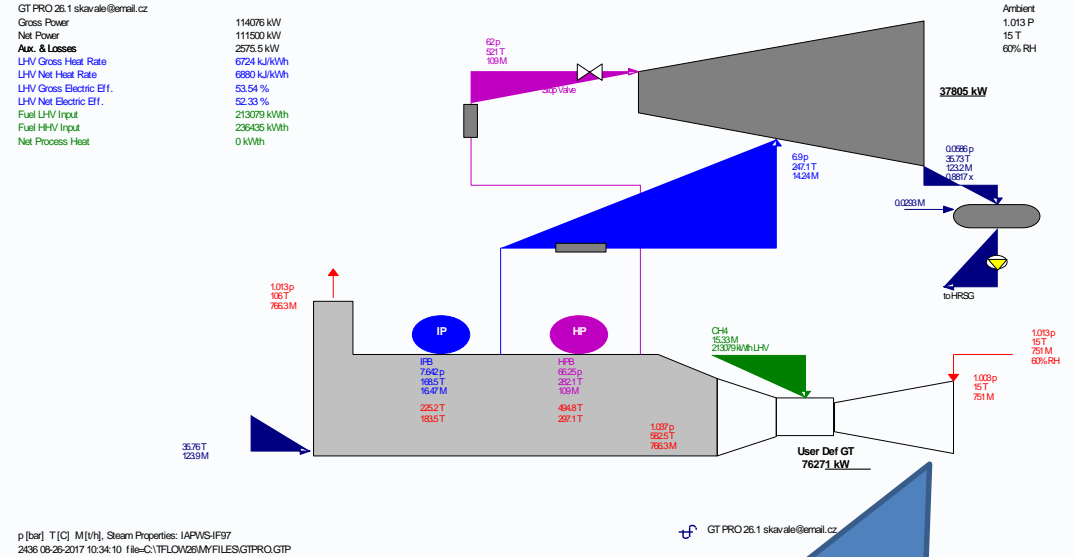 GT PRO 26.1 skavale@email.cz
Gross Power 114076 kW
Net Power 111500 kW
Aux. & Losses 2575.5 kW
LHV Gross Heat Rate 6724 kJ/kWh
LHV Net Heat Rate 6880 kJ/kWh
LHV Gross Electric Eff. 53.54 %
LHV Net Electric Eff. 52.33 %
Fuel LHV Input 213079 kWth
Fuel HHV Input 236435 kWth
Net Process Heat 0 kWth
Ambient
1.013 P
15 T
60% RH
62 p
521 T
109 M
Stop Valve
37805 kW
6.9 p
247.1 T
14.24 M
0.0586 p
35.73 T
123.2 M
0.8817 x
0.0293 M
to HRSG
1.013 p
106 T
766.3 M
IP
HP
IPB
7.642 p
168.5 T
16.47 M
225.2 T
183.5 T
HPB
66.25 p
282.1 T
109 M
494.8 T
297.1 T
1.037 p
582.5 T
766.3 M
CH4
15.33 M
213079 kWth LHV
1.013 p
15 T
751 M
60% RH
1.003 p
15 T
751 M
35.76 T
123.9 M
User Def GT
76271 kW
GT PRO 26.1 skavale@email.cz
p [bar] T [C] M [t/h], Steam Properties: IAPWS-IF97
2436 08-26-2017 10:34:10 file=C:\TFLOW26\MYFILES\GTPRO.GTP